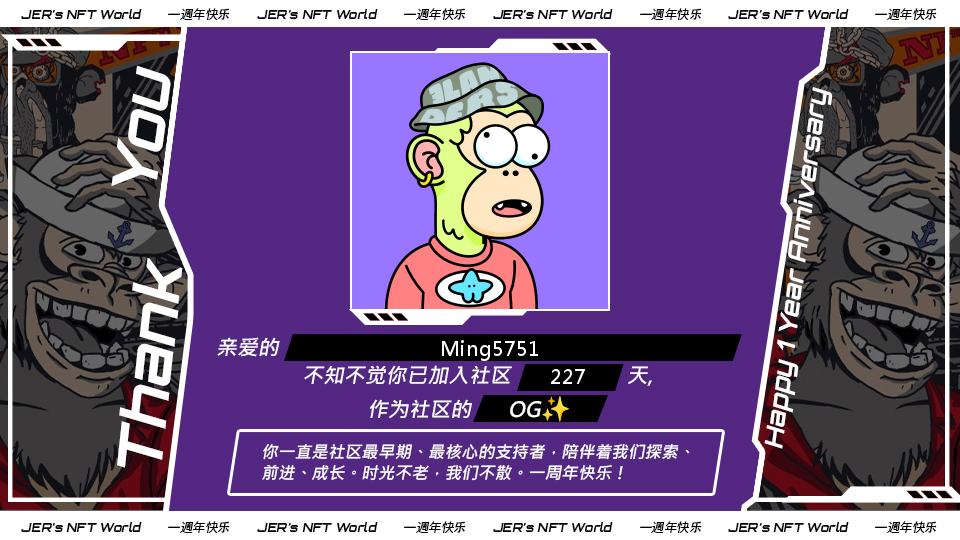 JER's NFT World 一週年快乐 JER's NFT World 一週年快乐 JER's NFT World 一週年快乐 JER's NFT World 一週年快乐
Thank You
亲爱的 Ming5751
不知不觉你已加入社区 227 天,
作为社区的 OG✨
你一直是社区最早期、最核心的支持者，陪伴着我们探索、
前进、成长。时光不老，我们不散。一周年快乐！
Happy 1 Year Anniversary
JER's NFT World 一週年快乐 JER's NFT World 一週年快乐 JER's NFT World 一週年快乐 JER's NFT World 一週年快乐